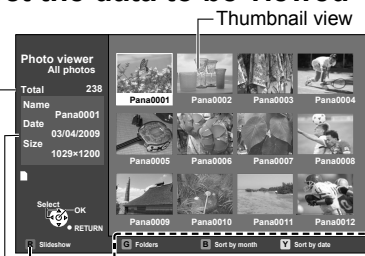 Thumbnail view
Photo viewer
All photos
Total 238
Name
Pana0001
Date
03/04/2009
Size
1029×1200
Select
OK
RETURN
Pana0001 Pana0002 Pana0003 Pana0004
Pana0005 Pana0006 Pana0007 Pana0008
Pana0009 Pana0010 Pana0011 Pana0012
Slideshow
G Folders
B Sort by month
Y Sort by date